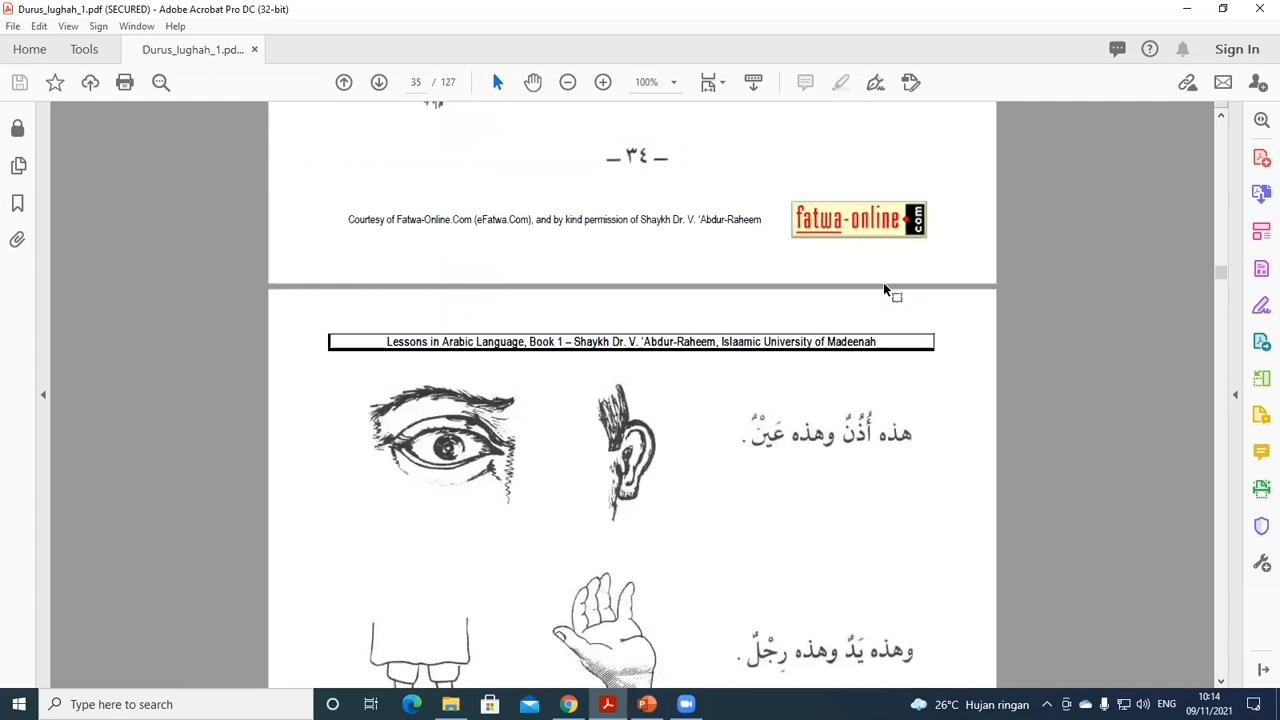 Durus_lughah_1.pdf (SECURED) - Adobe Acrobat Pro DC (32-bit)
File Edit View Sign Window Help
Home Tools Durus_lughah_1.pd... × Sign In
35 / 127 100%
– ٣٤ –
Courtesy of Fatwa-Online.Com (eFatwa.Com), and by kind permission of Shaykh Dr. V. ‘Abdur-Raheem
fatwa-online.com
Lessons in Arabic Language, Book 1 – Shaykh Dr. V. ‘Abdur-Raheem, Islaamic University of Madeenah
هذه أُذُنٌ وهذه عَيْنٌ .
وهذه يَدٌ وهذه رِجْلٌ .
Type here to search
26°C Hujan ringan ENG
10:14
09/11/2021